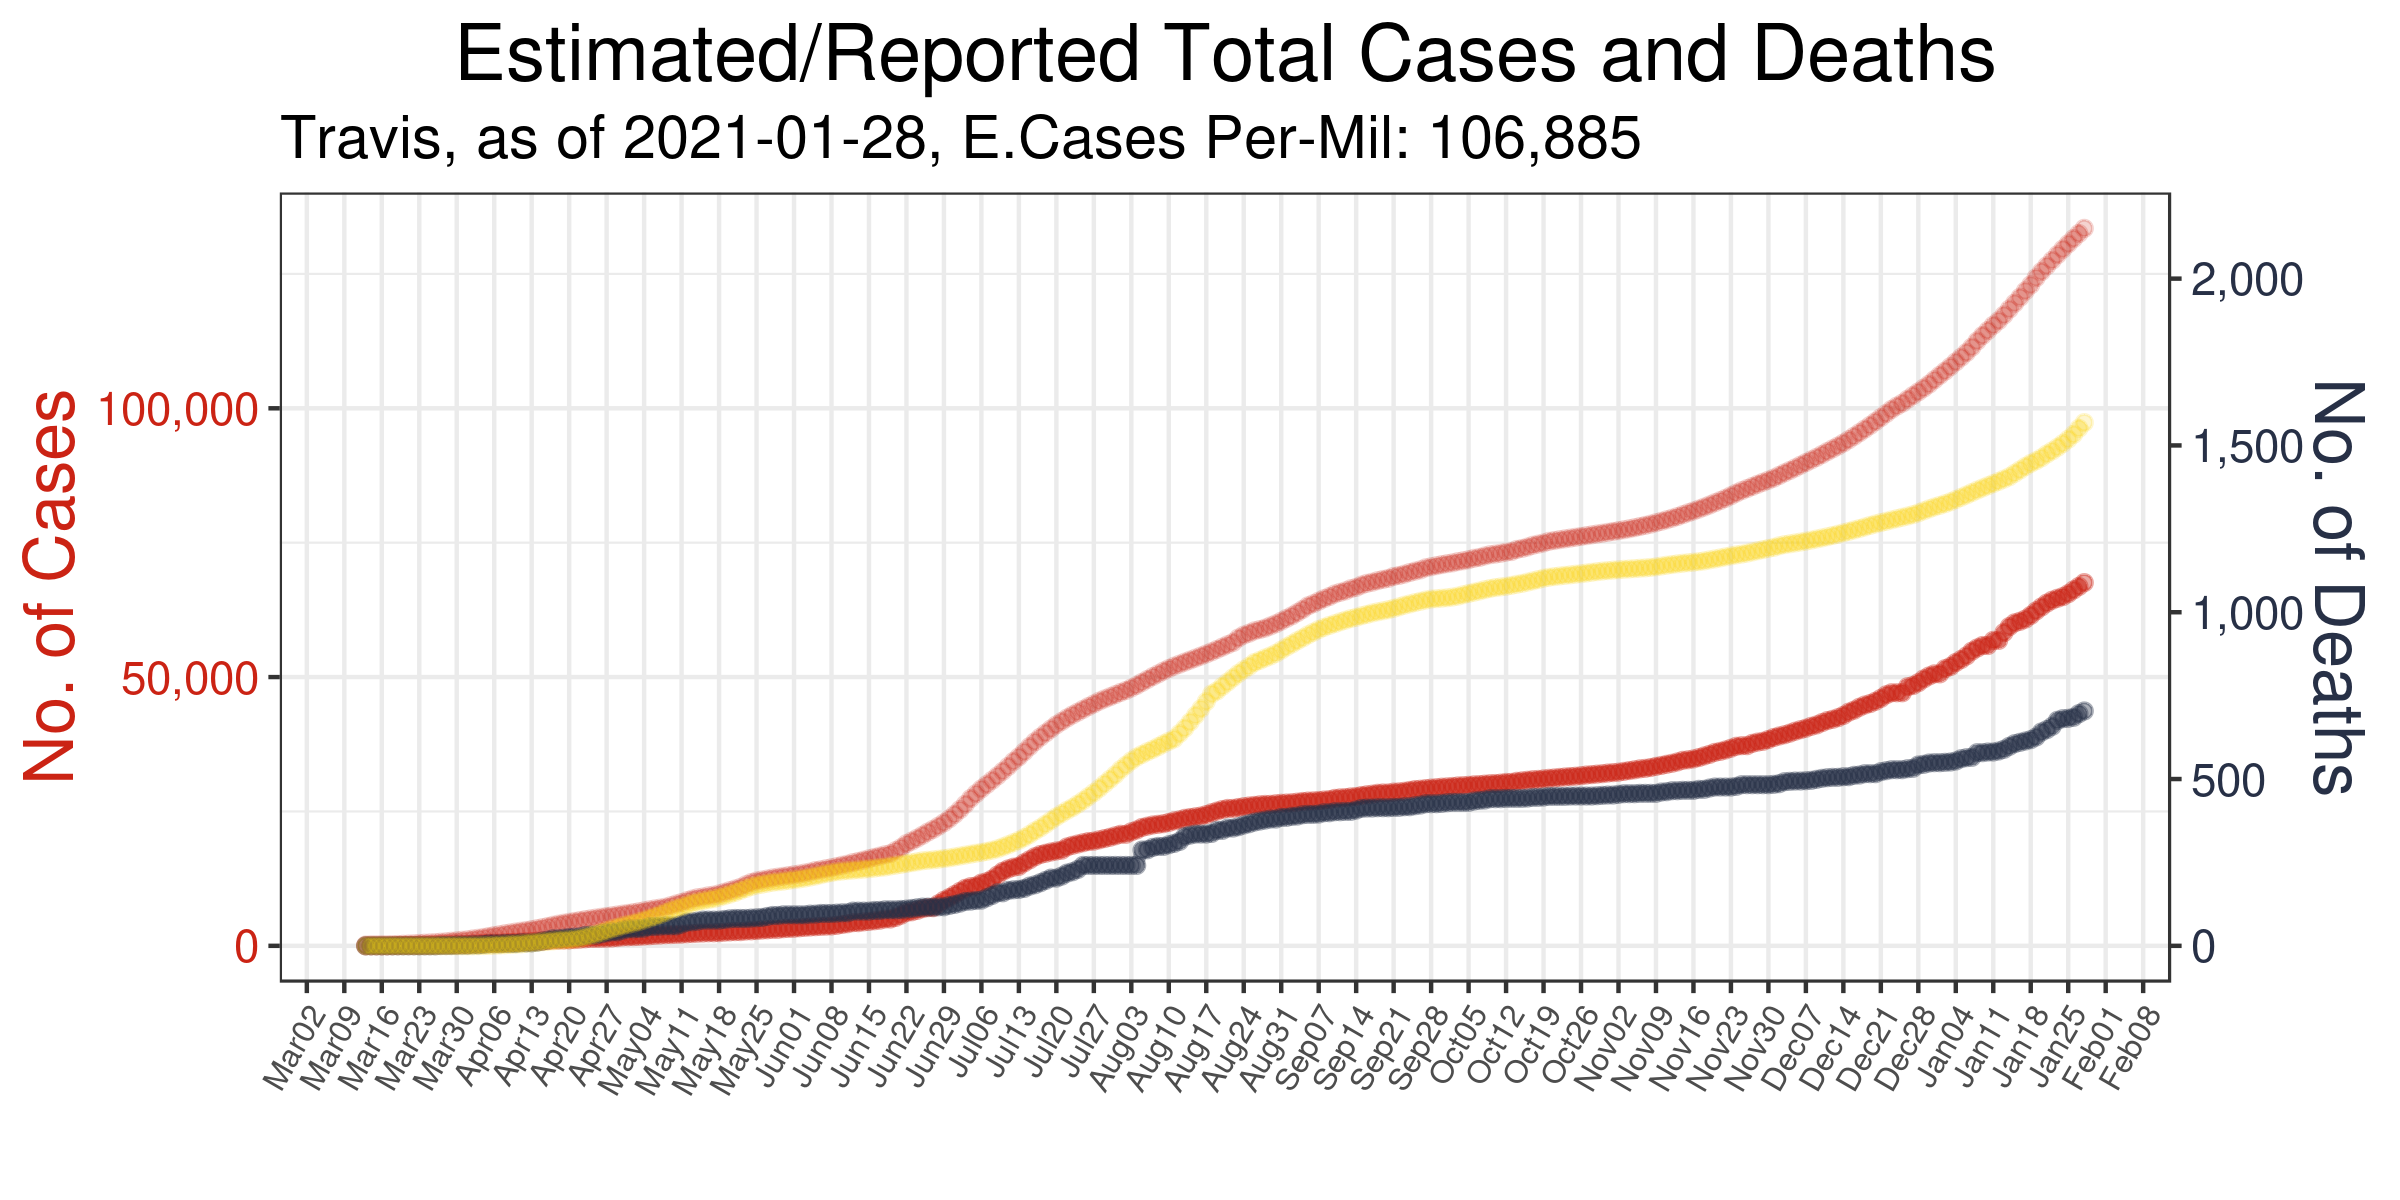 Estimated/Reported Total Cases and Deaths
Travis, as of 2021-01-28, E.Cases Per-Mil: 106,885
No. of Cases
100,000
50,000
0
2,000
1,500
1,000
500
0
No. of Deaths
Mar02
Mar09
Mar16
Mar23
Mar30
Apr06
Apr13
Apr20
Apr27
May04
May11
May18
May25
Jun01
Jun08
Jun15
Jun22
Jun29
Jul06
Jul13
Jul20
Jul27
Aug03
Aug10
Aug17
Aug24
Aug31
Sep07
Sep14
Sep21
Sep28
Oct05
Oct12
Oct19
Oct26
Nov02
Nov09
Nov16
Nov23
Nov30
Dec07
Dec14
Dec21
Dec28
Jan04
Jan11
Jan18
Jan25
Feb01
Feb08